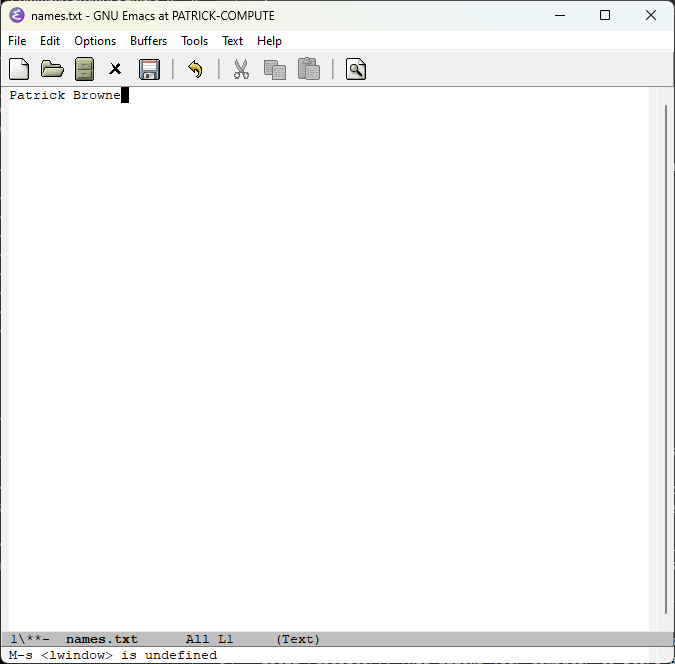 names.txt - GNU Emacs at PATRICK-COMPUTE
File Edit Options Buffers Tools Text Help
Patrick Browne
1\**- names.txt All L1 (Text)
M-s <lwindow> is undefined